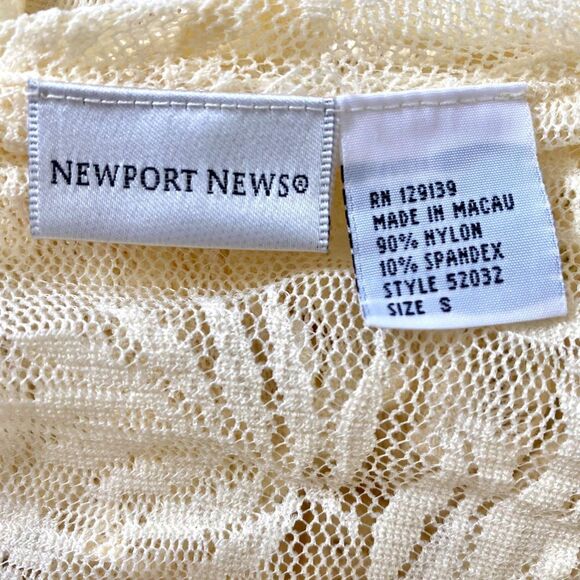 NEWPORT NEWS®
RN 129139
MADE IN MACAU
90% NYLON
10% SPANDEX
STYLE 52032
SIZE S